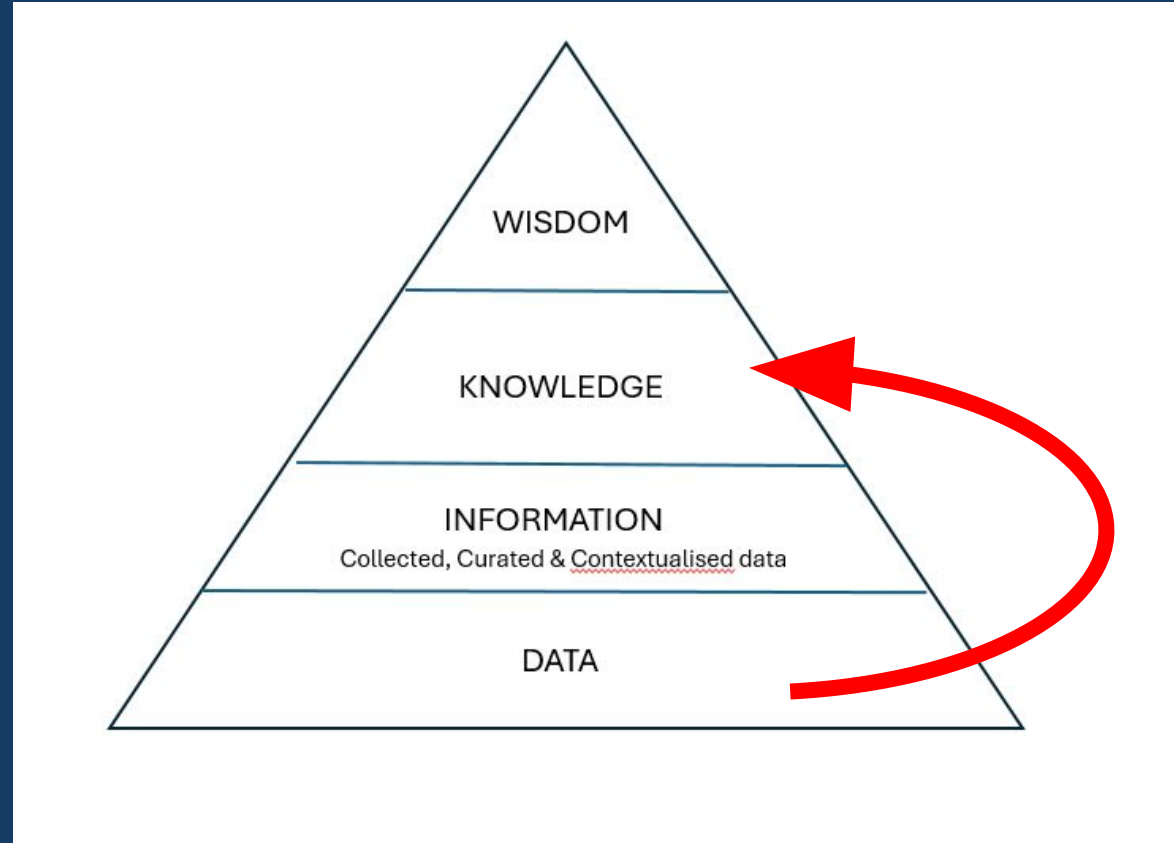 WISDOM
KNOWLEDGE
INFORMATION
Collected, Curated & Contextualised data
DATA